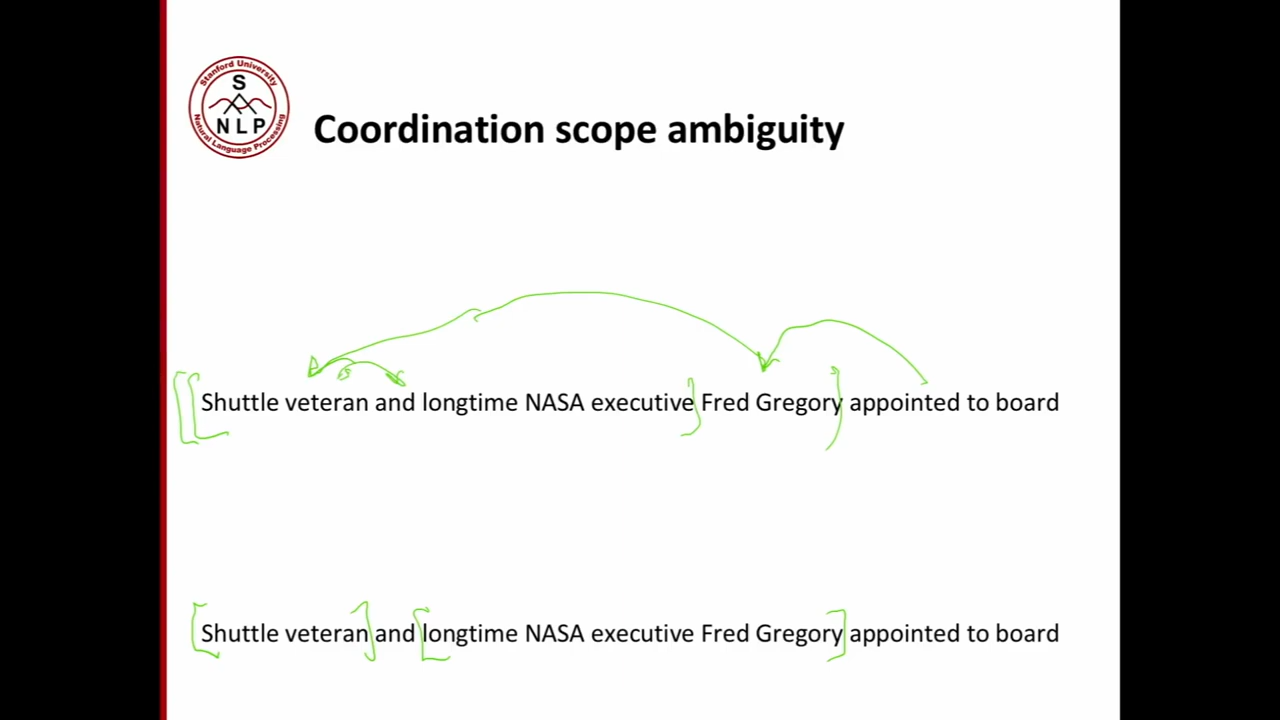 Stanford University
S
NLP
Natural Language Processing
Coordination scope ambiguity
Shuttle veteran and longtime NASA executive Fred Gregory appointed to board
Shuttle veteran and longtime NASA executive Fred Gregory appointed to board